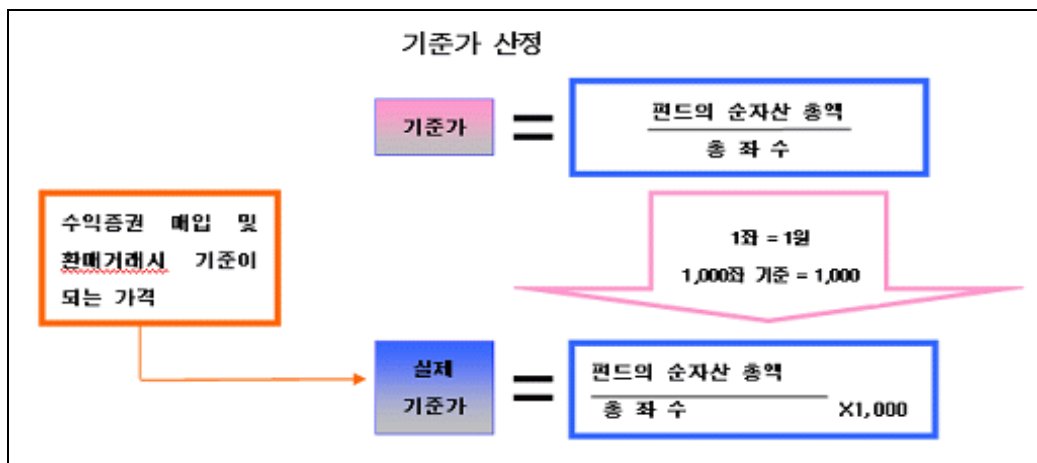 기준가 산정
기준가 = 펀드의 순자산 총액
총 좌 수
수익증권 매입 및
환매거래시 기준이
되는 가격
1좌 = 1원
1,000좌 기준 = 1,000
실제
기준가 = 펀드의 순자산 총액
총 좌 수 X1,000